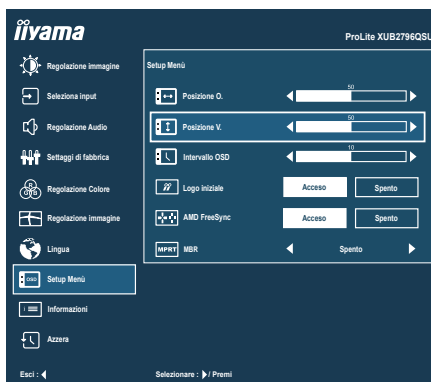 iiyama
ProLite XUB2796QSU
Regolazione immagine
Seleziona input
Regolazione Audio
Settaggi di fabbrica
R G B
Regolazione Colore
Regolazione immagine
Lingua
OSD
Setup Menù
i
Informazioni
Azzera
Setup Menù
Posizione O.
50
Posizione V.
50
Intervallo OSD
10
Logo iniziale
Acceso
Spento
AMD FreeSync
Acceso
Spento
MPRT
MBR
Spento
Esci :
Selezionare : / Premi